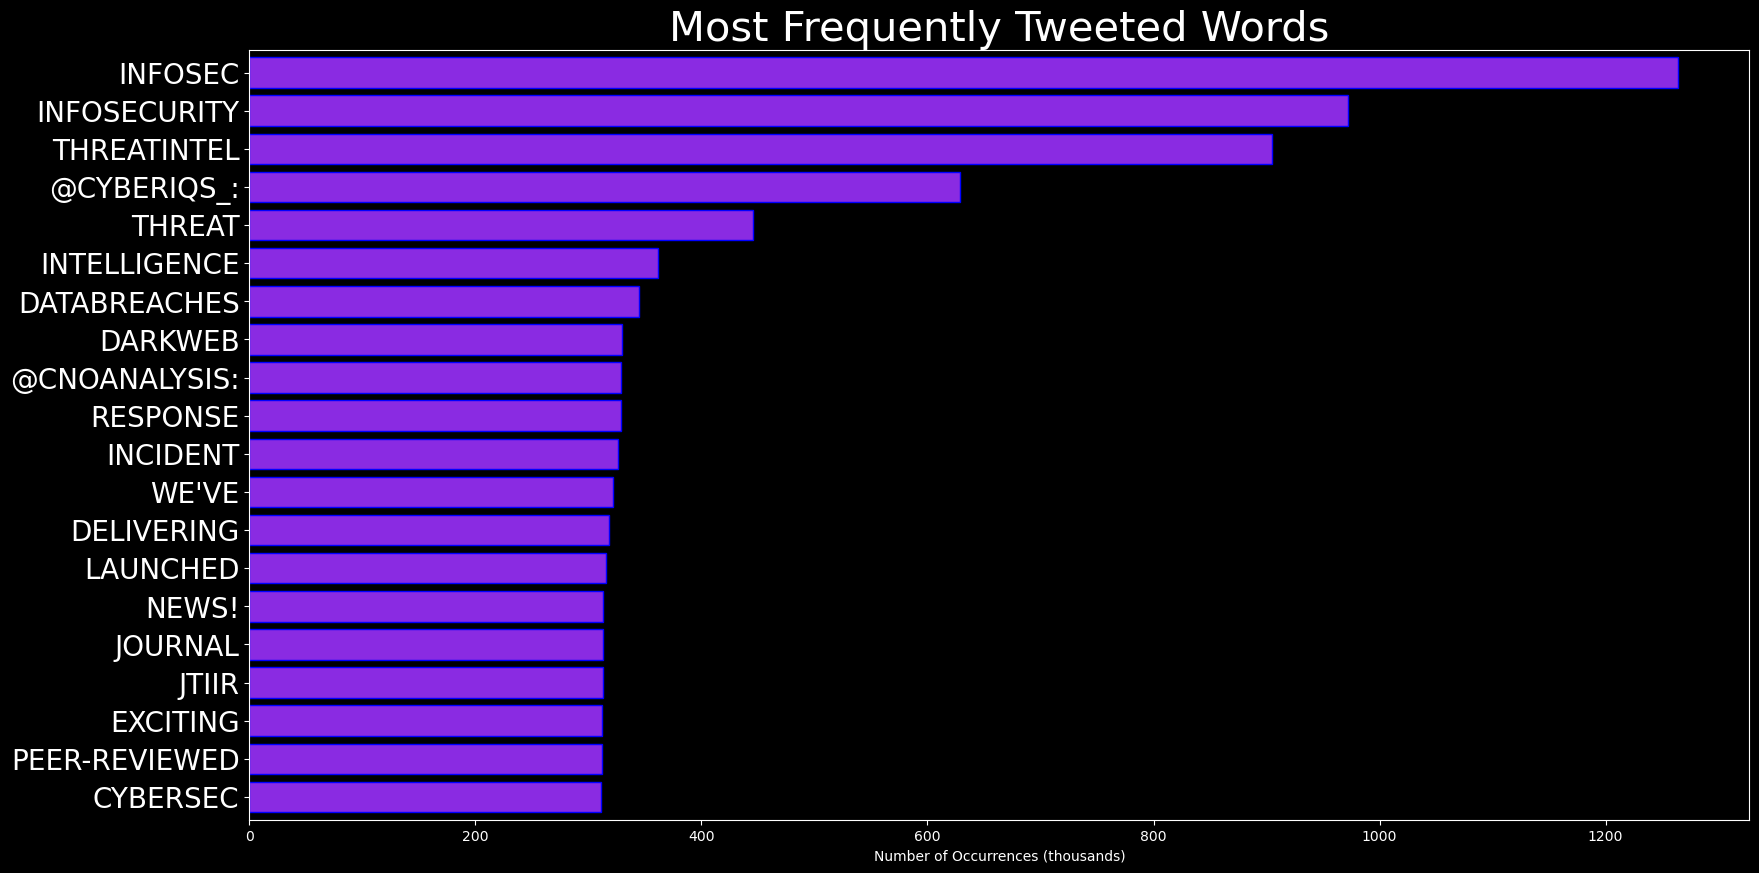 Most Frequently Tweeted Words
INFOSEC
INFOSECURITY
THREATINTEL
@CYBERIQS_:
THREAT
INTELLIGENCE
DATABREACHES
DARKWEB
@CNOANALYSIS:
RESPONSE
INCIDENT
WE'VE
DELIVERING
LAUNCHED
NEWS!
JOURNAL
JTIIR
EXCITING
PEER-REVIEWED
CYBERSEC
0 200 400 600 800 1000 1200
Number of Occurrences (thousands)